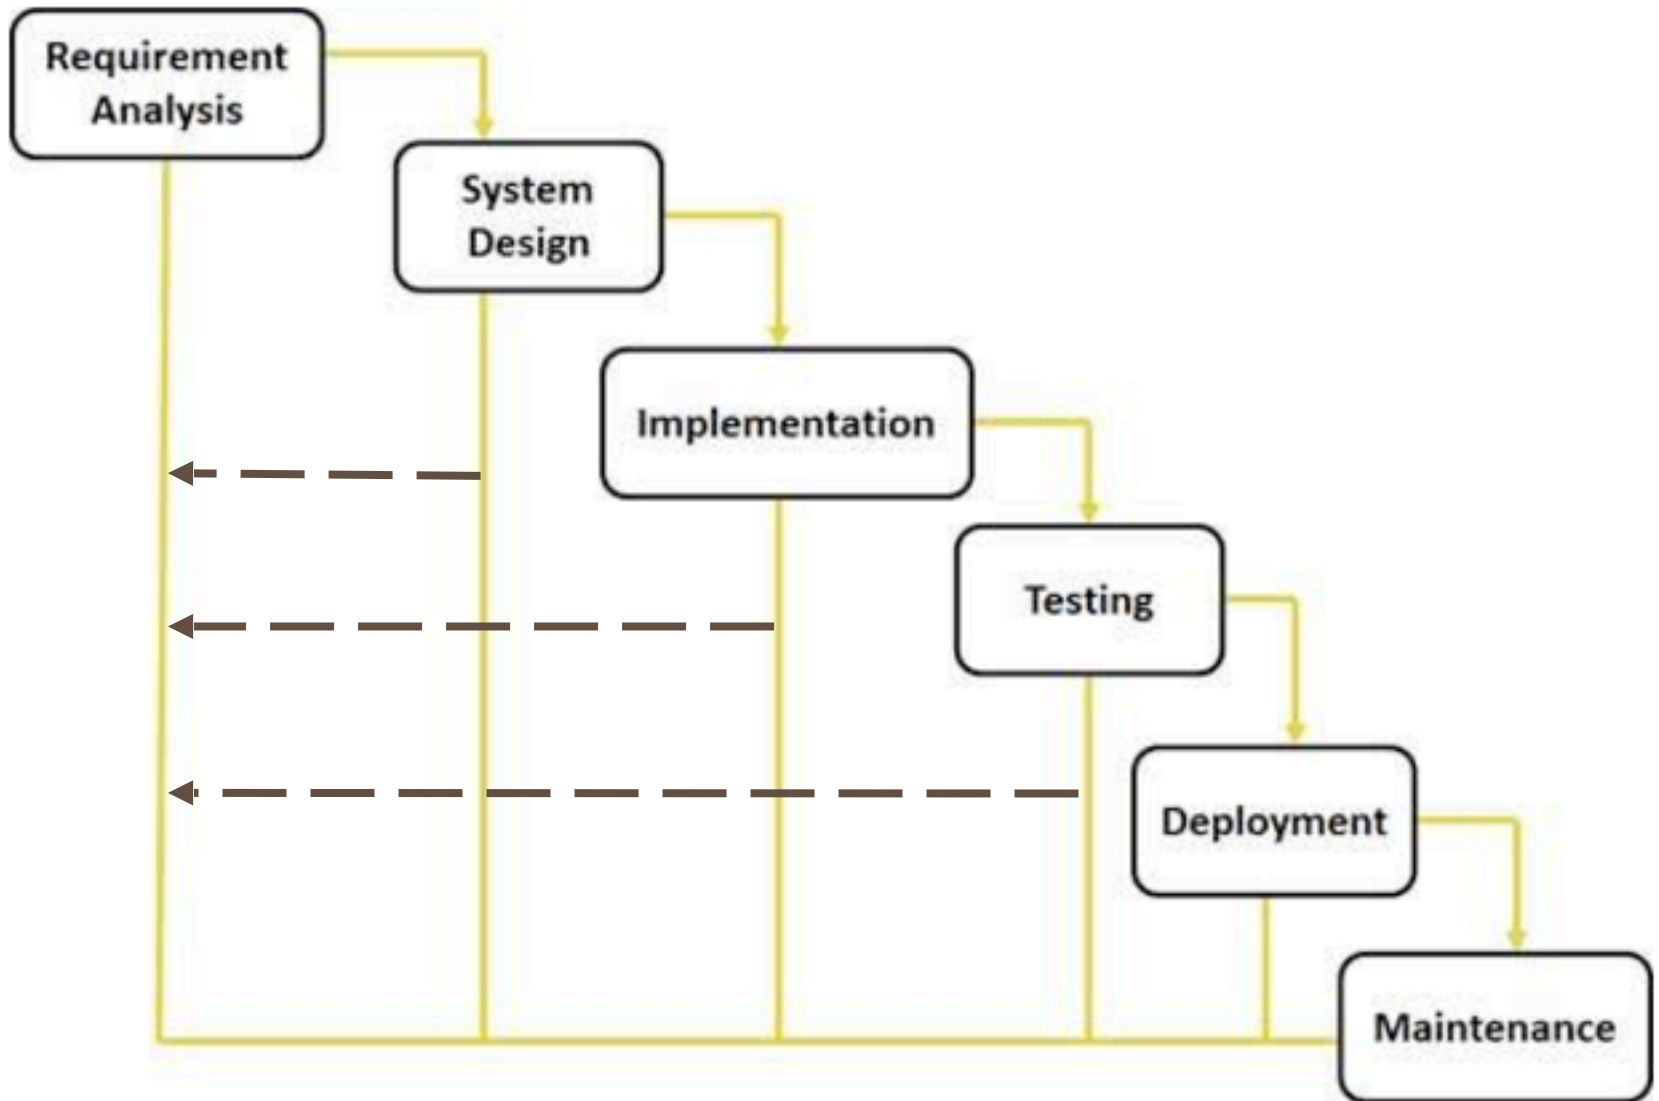 Requirement
Analysis
System
Design
Implementation
Testing
Deployment
Maintenance